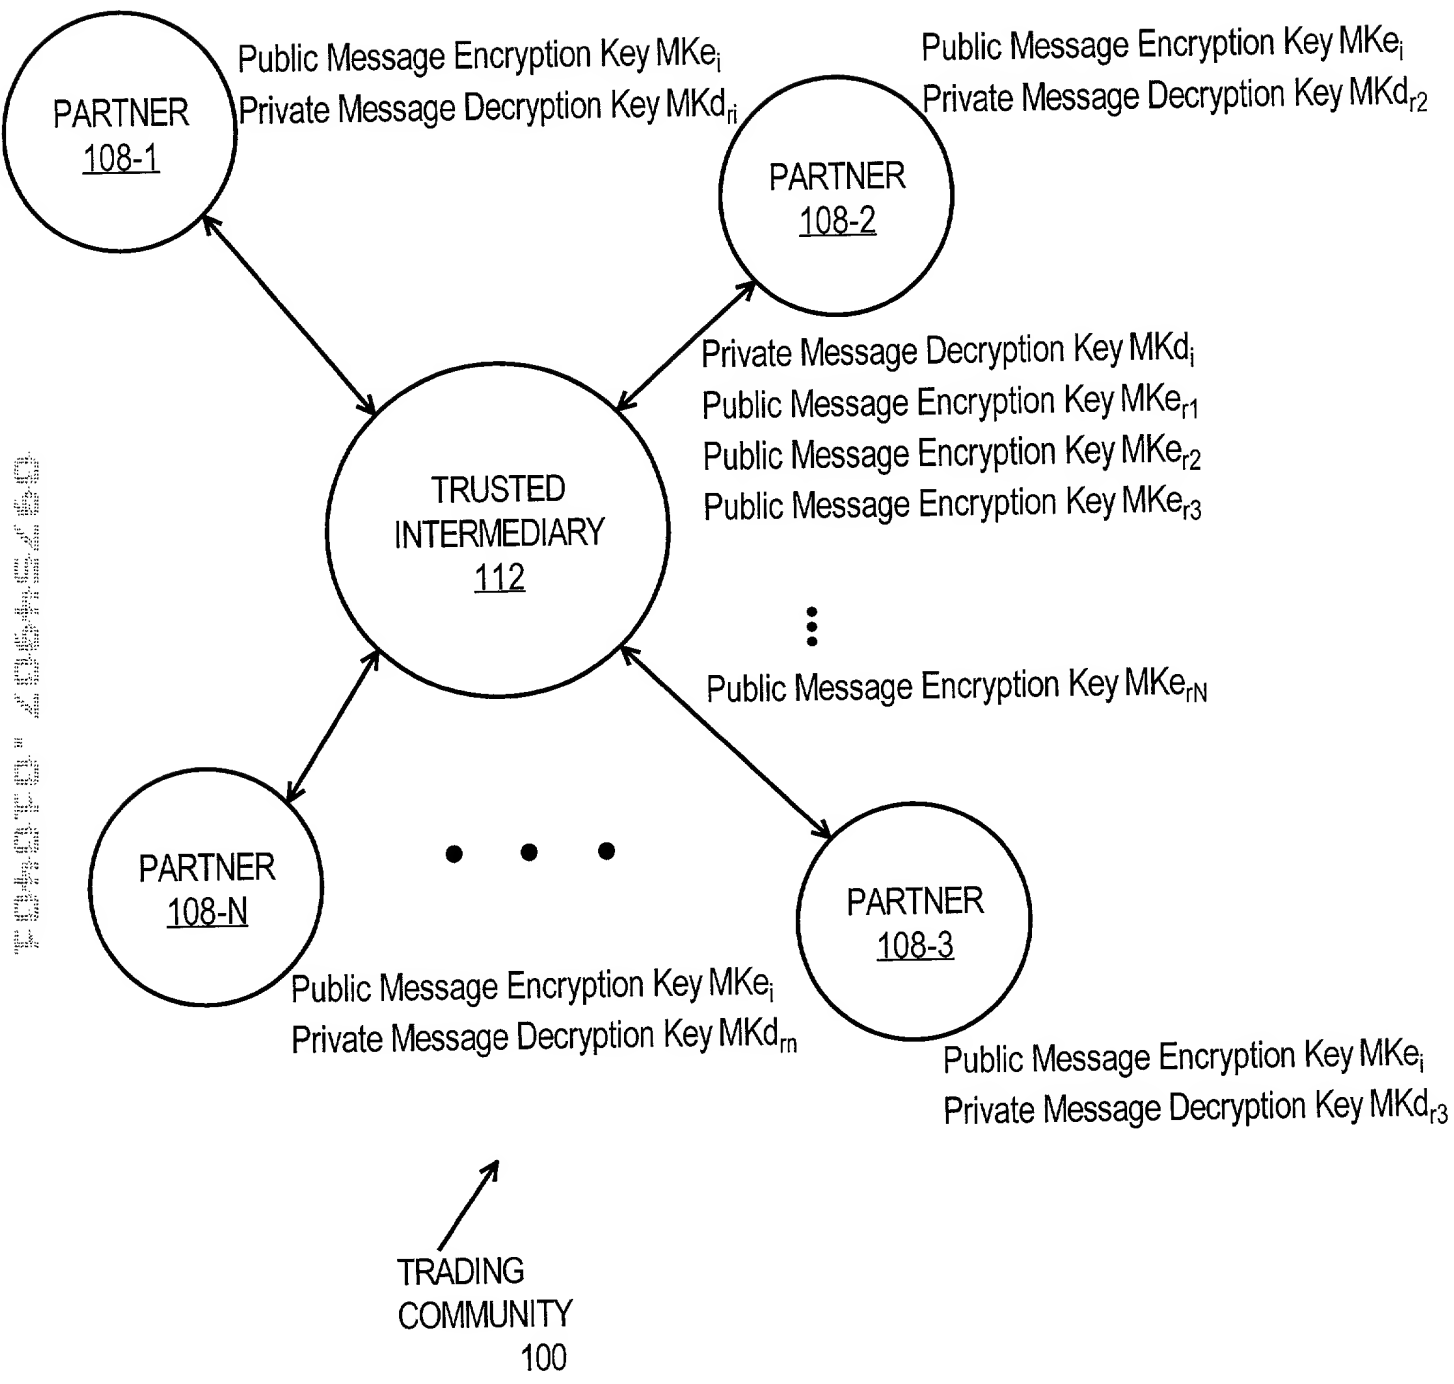 Public Message Encryption Key MKei
Private Message Decryption Key MKdri
PARTNER
108-1
Public Message Encryption Key MKei
Private Message Decryption Key MKdr2
PARTNER
108-2
Private Message Decryption Key MKdi
Public Message Encryption Key MKer1
Public Message Encryption Key MKer2
Public Message Encryption Key MKer3
TRUSTED
INTERMEDIARY
112
Public Message Encryption Key MKerN
PARTNER
108-N
PARTNER
108-3
Public Message Encryption Key MKei
Private Message Decryption Key MKdrn
Public Message Encryption Key MKei
Private Message Decryption Key MKdr3
TRADING
COMMUNITY
100